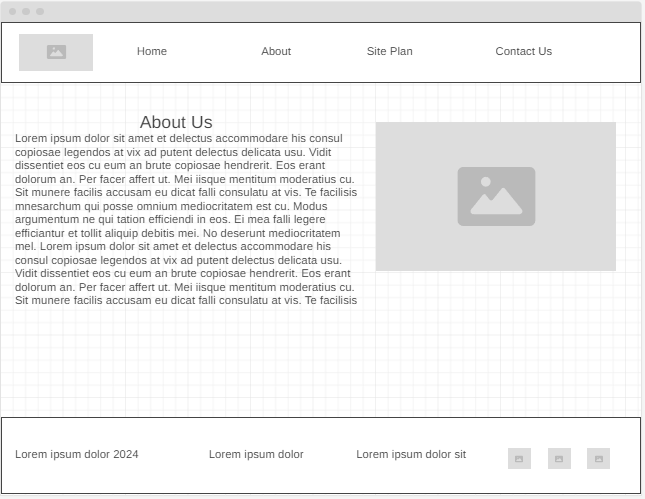 Home About Site Plan Contact Us
About Us
Lorem ipsum dolor sit amet et delectus accommodare his consul
copiosae legendos at vix ad putent delectus delicata usu. Vidit
dissentiet eos cu eum an brute copiosae hendrerit. Eos erant
dolorum an. Per facer affert ut. Mei iisque mentitum moderatius cu.
Sit munere facilis accusam eu dicat falli consulatu at vis. Te facilisis
mnesarchum qui posse omnium mediocritatem est cu. Modus
argumentum ne qui tation efficiendi in eos. Ei mea falli legere
efficiantur et tollit aliquip debitis mei. No deserunt mediocritatem
mel. Lorem ipsum dolor sit amet et delectus accommodare his
consul copiosae legendos at vix ad putent delectus delicata usu.
Vidit dissentiet eos cu eum an brute copiosae hendrerit. Eos erant
dolorum an. Per facer affert ut. Mei iisque mentitum moderatius cu.
Sit munere facilis accusam eu dicat falli consulatu at vis. Te facilisis
Lorem ipsum dolor 2024 Lorem ipsum dolor Lorem ipsum dolor sit